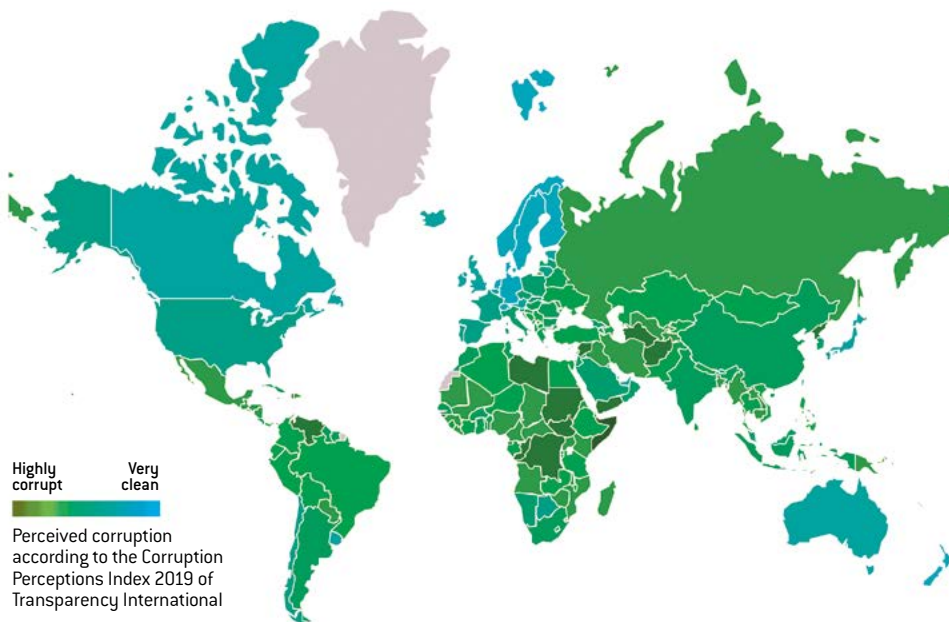 Highly corrupt
Very clean
Perceived corruption
according to the Corruption
Perceptions Index 2019 of
Transparency International